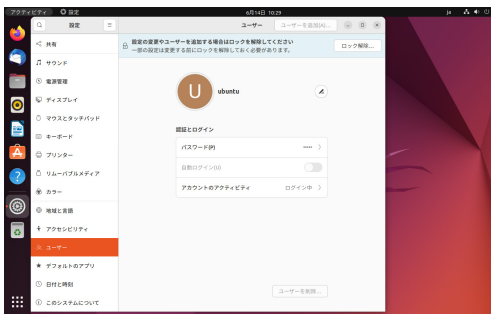 アクティビティ
設定
6月14日 10:29
ja
設定
ユーザー
ユーザーを追加(A)...
共有
サウンド
電源管理
ディスプレイ
マウスとタッチパッド
キーボード
プリンター
リムーバブルメディア
カラー
地域と言語
アクセシビリティ
ユーザー
デフォルトのアプリ
日付と時刻
このシステムについて
設定の変更やユーザーを追加する場合はロックを解除してください
一部の設定は変更する前にロックを解除しておく必要があります。
ロック解除...
U
ubuntu
認証とログイン
パスワード(P)
•••••
自動ログイン(U)
アカウントのアクティビティ
ログイン中
ユーザーを削除...